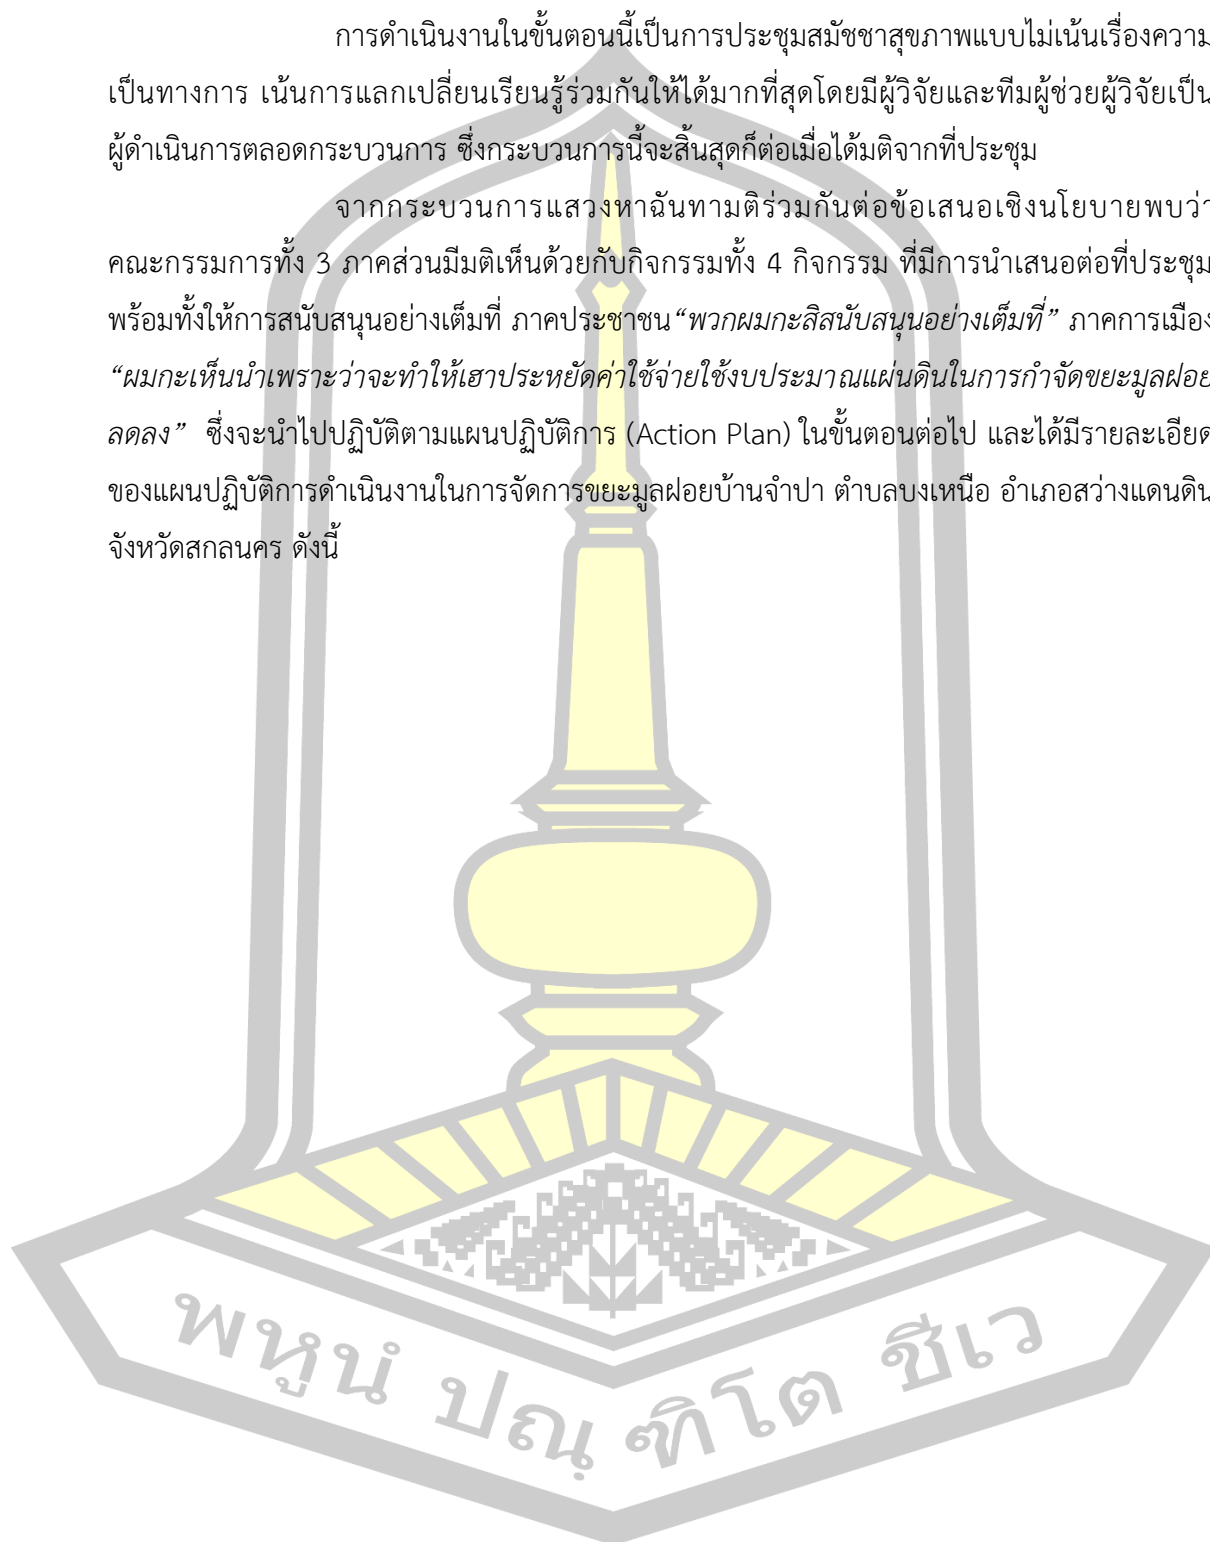 การดำเนินงานในขั้นตอนนี้เป็นการประชุมสมัชชาสุขภาพแบบไม่เน้นเรื่องความ
เป็นทางการ เน้นการแลกเปลี่ยนเรียนรู้ร่วมกันให้ได้มากที่สุดโดยมีผู้วิจัยและทีมผู้ช่วยผู้วิจัยเป็น
ผู้ดำเนินการตลอดกระบวนการ ซึ่งกระบวนการนี้จะสิ้นสุดก็ต่อเมื่อได้มติจากที่ประชุม
จากกระบวนการแสวงหาฉันทามติร่วมกันต่อข้อเสนอเชิงนโยบายพบว่า
คณะกรรมการทั้ง 3 ภาคส่วนมีมติเห็นด้วยกับกิจกรรมทั้ง 4 กิจกรรม ที่มีการนำเสนอต่อที่ประชุม
พร้อมทั้งให้การสนับสนุนอย่างเต็มที่ ภาคประชาชน“พวกผมกะสิสนับสนุนอย่างเต็มที่” ภาคการเมือง
“ผมกะเห็นนำเพราะว่าจะทำให้เฮาประหยัดค่าใช้จ่ายใช้งบประมาณแผ่นดินในการกำจัดขยะมูลฝอย
ลดลง” ซึ่งจะนำไปปฏิบัติตามแผนปฏิบัติการ (Action Plan) ในขั้นตอนต่อไป และได้มีรายละเอียด
ของแผนปฏิบัติการดำเนินงานในการจัดการขยะมูลฝอยบ้านจำปา ตำบลบงเหนือ อำเภอสว่างแดนดิน
จังหวัดสกลนคร ดังนี้
พหูนํ ปณฺฑิโต ชีเว